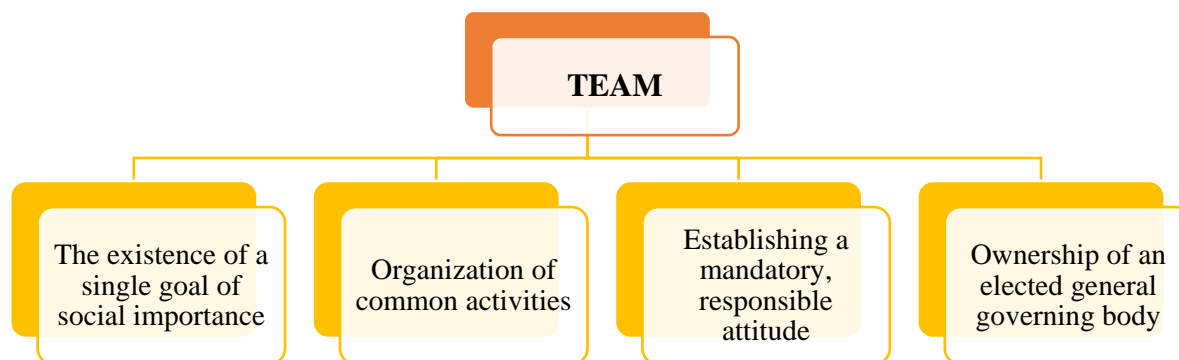 TEAM
The existence of a
single goal of
social importance
Organization of
common activities
Establishing a
mandatory,
responsible
attitude
Ownership of an
elected general
governing body